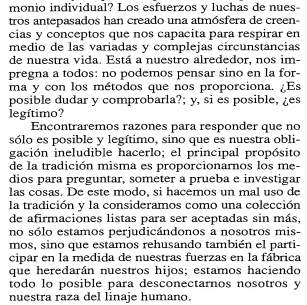 monio individual? Los esfuerzos y luchas de nues-
tros antepasados han creado una atmósfera de creen-
cias y conceptos que nos capacita para respirar en
medio de las variadas y complejas circunstancias
de nuestra vida. Está a nuestro alrededor, nos im-
pregna a todos: no podemos pensar sino en la for-
ma y con los métodos que nos proporciona. ¿Es
posible dudar y comprobarla?; y, si es posible, ¿es
legítimo?
Encontraremos razones para responder que no
sólo es posible y legítimo, sino que es nuestra obli-
gación ineludible hacerlo; el principal propósito
de la tradición misma es proporcionarnos los me-
dios para preguntar, someter a prueba e investigar
las cosas. De este modo, si hacemos un mal uso de
la tradición y la consideramos como una colección
de afirmaciones listas para ser aceptadas sin más,
no sólo estamos perjudicándonos a nosotros mis-
mos, sino que estamos rehusando también el parti-
cipar en la medida de nuestras fuerzas en la fábrica
que heredarán nuestros hijos; estamos haciendo
todo lo posible para desconectarnos nosotros y
nuestra raza del linaje humano.